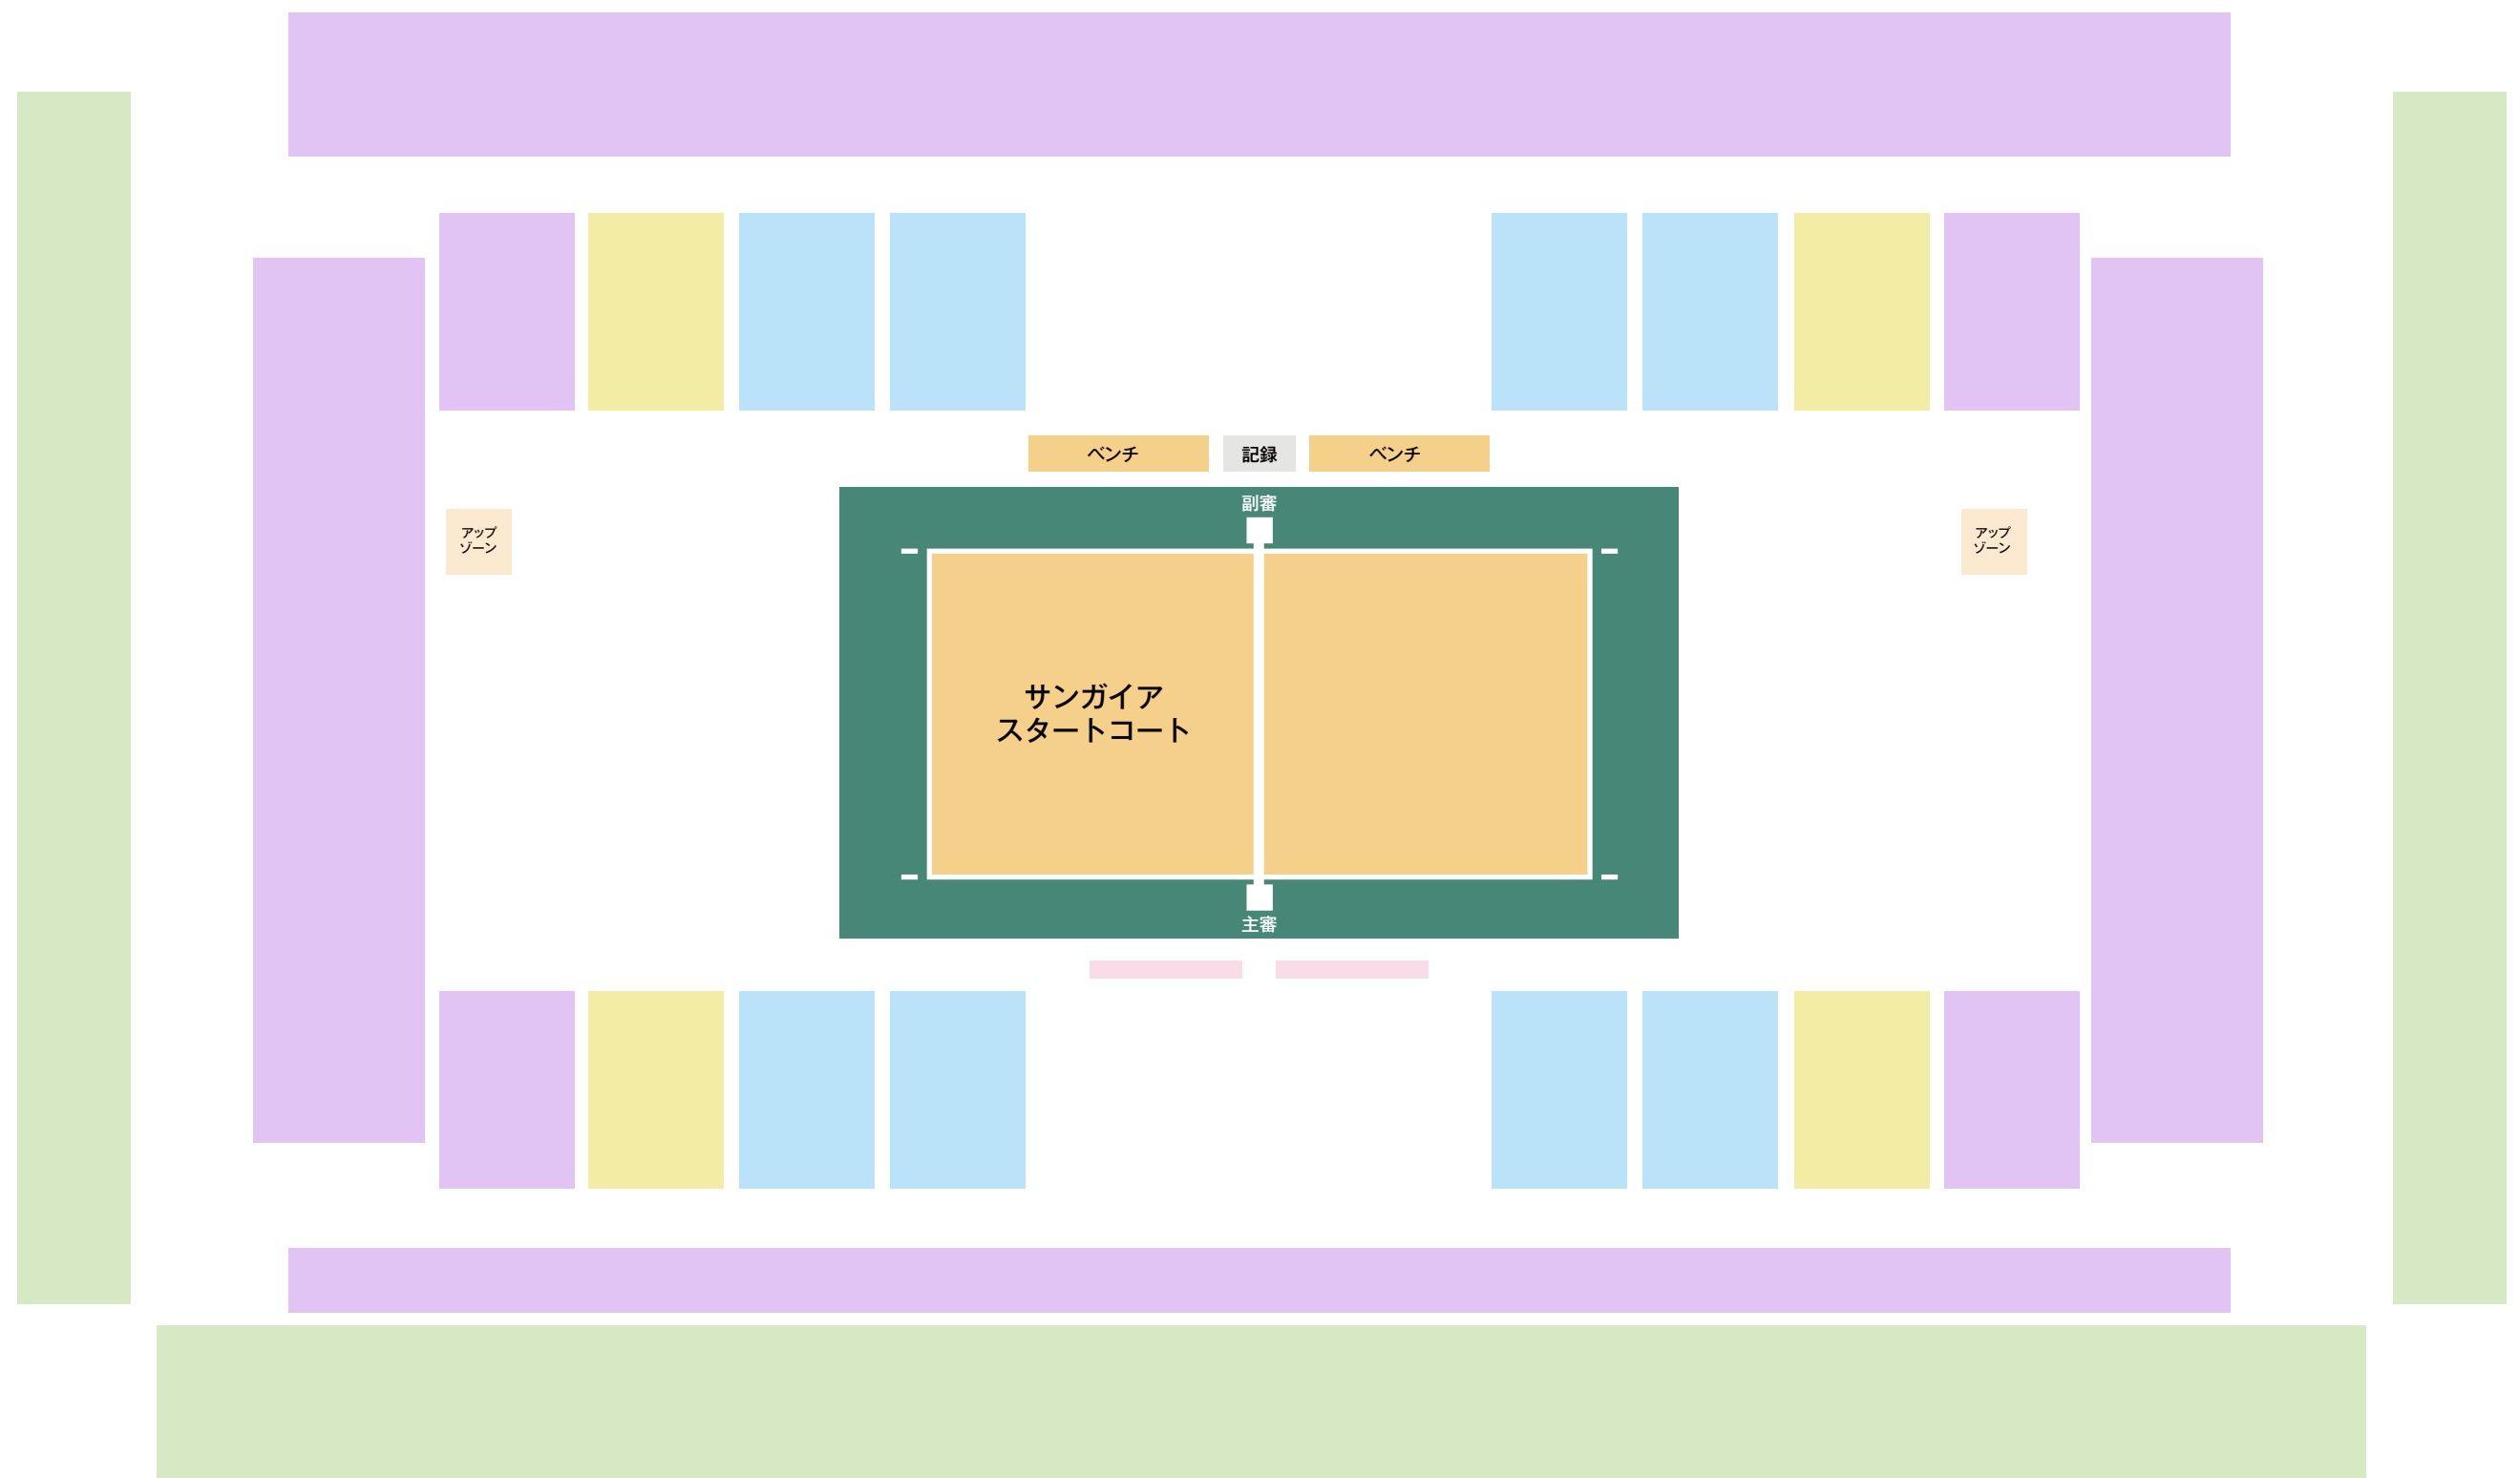 ベンチ
記録
ベンチ
副審
アップ
ゾーン
アップ
ゾーン
サンガイア
スタートコート
主審